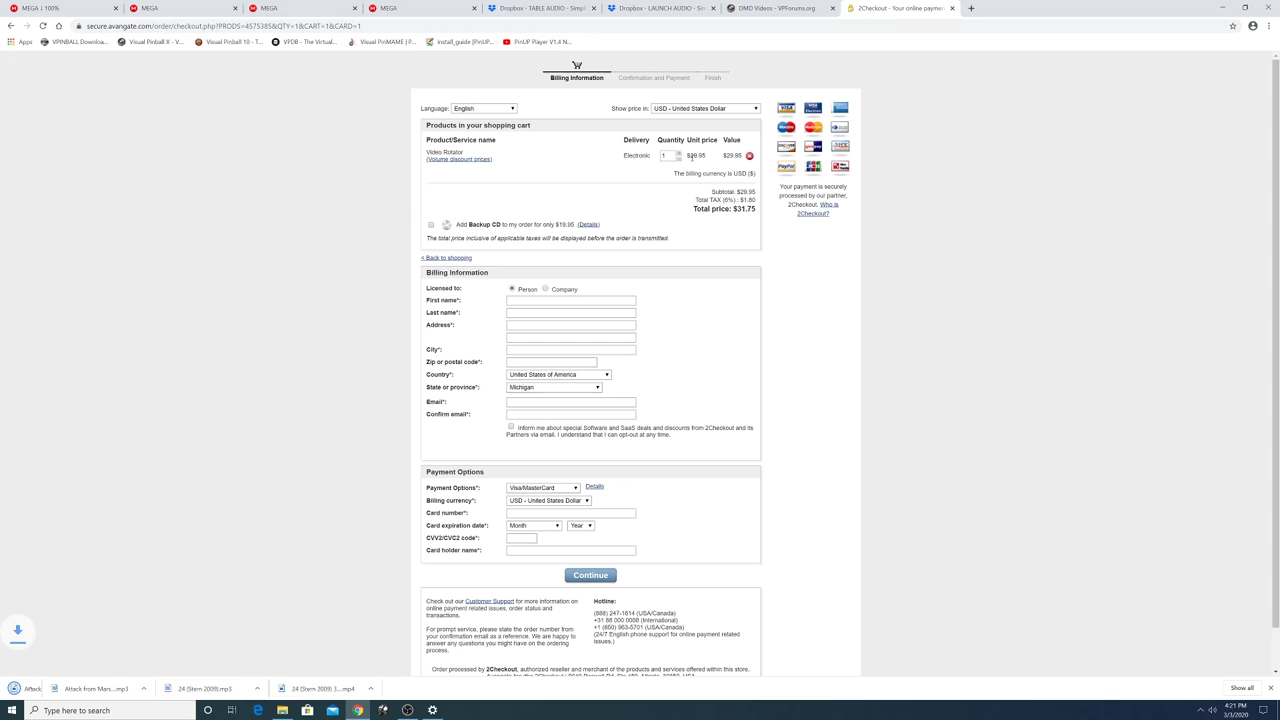 MEGA ↓ 100%
MEGA
MEGA
MEGA
Dropbox - TABLE AUDIO - Simpl
Dropbox - LAUNCH AUDIO - Sim
DMD Videos - VPForums.org
2Checkout - Your online paymen
secure.avangate.com/order/checkout.php?PRODS=4575385&QTY=1&CART=1&CARD=1
Apps
VPINBALL Downloa...
Visual Pinball X - V...
Visual Pinball 10 - T...
VPDB - The Virtual...
Visual PinMAME | P...
install_guide [PinUP...
PinUP Player V1.4 N...
Billing Information
Confirmation and Payment
Finish
Language: English
Show price in: USD - United States Dollar
Products in your shopping cart
Product/Service name Delivery Quantity Unit price Value
Video Rotator
(Volume discount prices)
Electronic 1 $29.95 $29.95
The billing currency is USD ($)
Subtotal: $29.95
Total TAX (6%) : $1.80
Total price: $31.75
Add Backup CD to my order for only $19.95 (Details)
The total price inclusive of applicable taxes will be displayed before the order is transmitted.
VISA
VISA Electron
Maestro
MasterCard
DISCOVER
PayPal
JCB
Your payment is securely
processed by our partner,
2Checkout. Who is
2Checkout?
< Back to shopping
Billing Information
Licensed to: Person Company
First name*:
Last name*:
Address*:
City*:
Zip or postal code*:
Country*: United States of America
State or province*: Michigan
Email*:
Confirm email*:
Inform me about special Software and SaaS deals and discounts from 2Checkout and its
Partners via email. I understand that I can opt-out at any time.
Payment Options
Payment Options*: Visa/MasterCard Details
Billing currency*: USD - United States Dollar
Card number*:
Card expiration date*: Month Year
CVV2/CVC2 code*:
Card holder name*:
Continue
Check out our Customer Support for more information on
online payment related issues, order status and
transactions.
For prompt service, please state the order number from
your confirmation email as a reference. We are happy to
answer any questions you might have on the ordering
process.
Hotline:
(888) 247-1614 (USA/Canada)
+31 88 000 0008 (International)
+1 (650) 963-5701 (USA/Canada)
(24/7 English phone support for online payment related
issues.)
Order processed by 2Checkout, authorized reseller and merchant of the products and services offered within this store.
Attack
Attack from Mars....mp3
24 (Stern 2009).mp3
24 (Stern 2009) 3....mp4
Show all
Type here to search
4:21 PM
3/3/2020